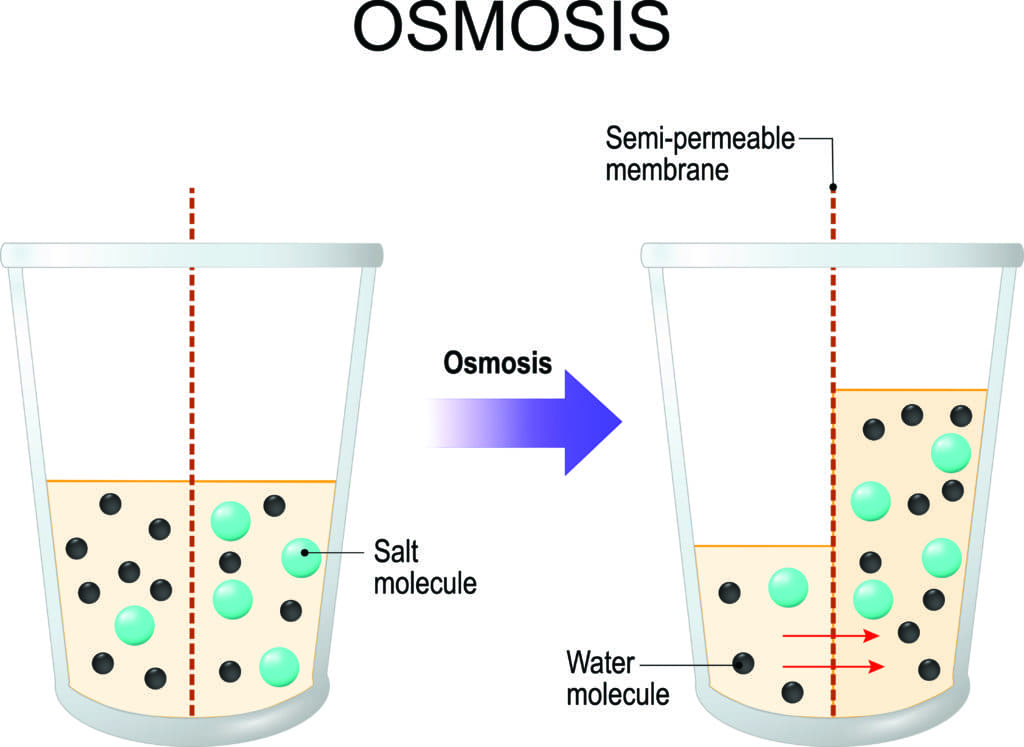 OSMOSIS
Semi-permeable
membrane
Osmosis
Salt
molecule
Water
molecule